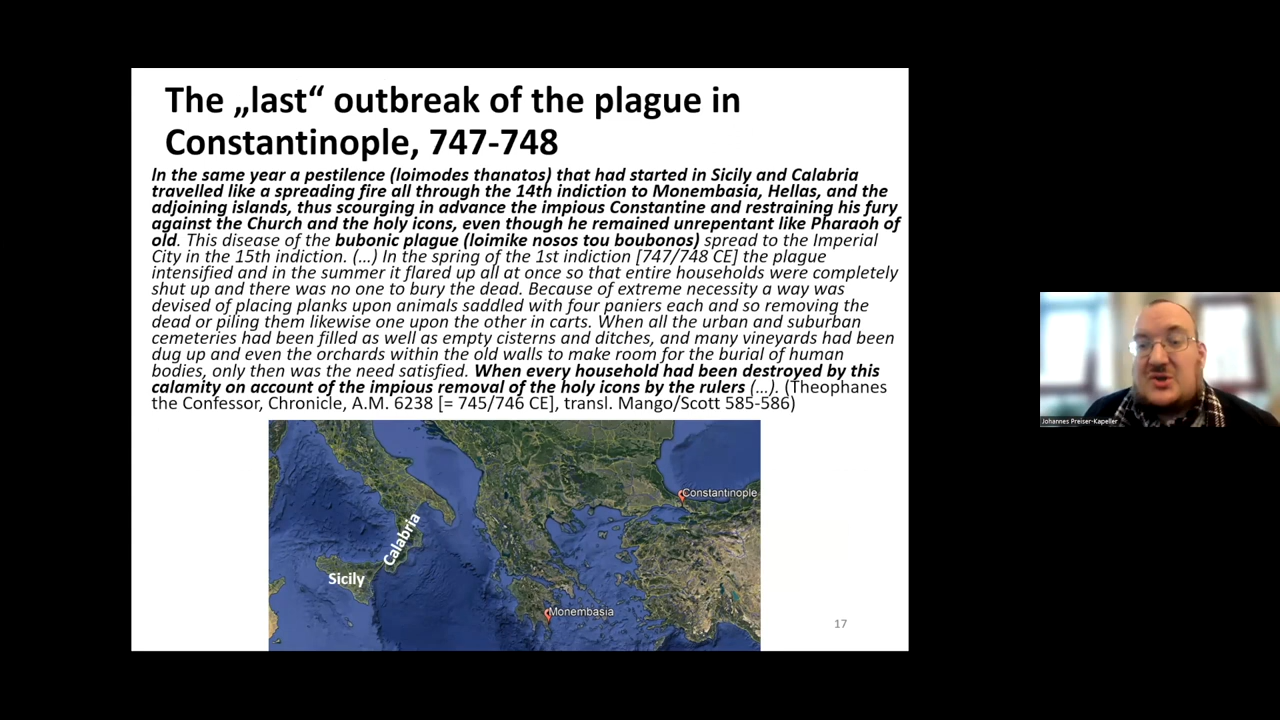 The „last“ outbreak of the plague in
Constantinople, 747-748
In the same year a pestilence (loimodes thanatos) that had started in Sicily and Calabria
travelled like a spreading fire all through the 14th indiction to Monembasia, Hellas, and the
adjoining islands, thus scourging in advance the impious Constantine and restraining his fury
against the Church and the holy icons, even though he remained unrepentant like Pharaoh of
old. This disease of the bubonic plague (loimike nosos tou boubonos) spread to the Imperial
City in the 15th indiction. (…) In the spring of the 1st indiction [747/748 CE] the plague
intensified and in the summer it flared up all at once so that entire households were completely
shut up and there was no one to bury the dead. Because of extreme necessity a way was
devised of placing planks upon animals saddled with four paniers each and so removing the
dead or piling them likewise one upon the other in carts. When all the urban and suburban
cemeteries had been filled as well as empty cisterns and ditches, and many vineyards had been
dug up and even the orchards within the old walls to make room for the burial of human
bodies, only then was the need satisfied. When every household had been destroyed by this
calamity on account of the impious removal of the holy icons by the rulers (…). (Theophanes
the Confessor, Chronicle, A.M. 6238 [= 745/746 CE], transl. Mango/Scott 585-586)
Constantinople
Calabria
Sicily
Monembasia
17
Johannes Preiser-Kapeller